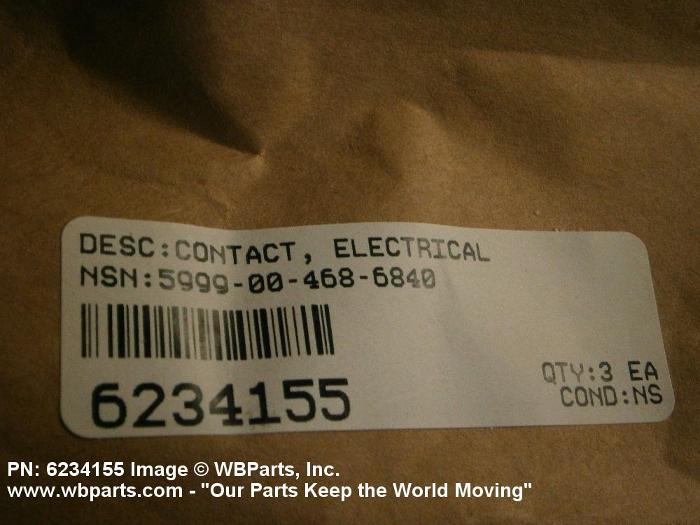 DESC:CONTACT, ELECTRICAL
NSN:5999-00-468-6840
6234155
QTY:3 EA
COND:NS
PN: 6234155 Image © WBParts, Inc.
www.wbparts.com - "Our Parts Keep the World Moving"